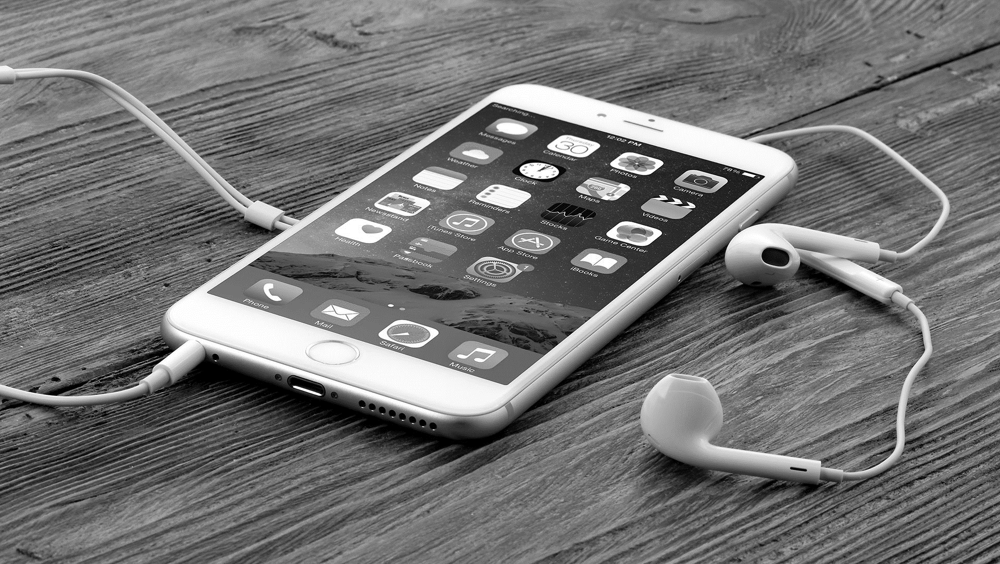 Searching...
12:02 PM
78%
Messages
Thursday
30
Calendar
Photos
Camera
Weather
Clock
280
Maps
Videos
Notes
Reminders
Stocks
Game Center
Newsstand
iTunes Store
App Store
iBooks
Health
Passbook
1
Settings
Phone
Mail
Safari
Music
+